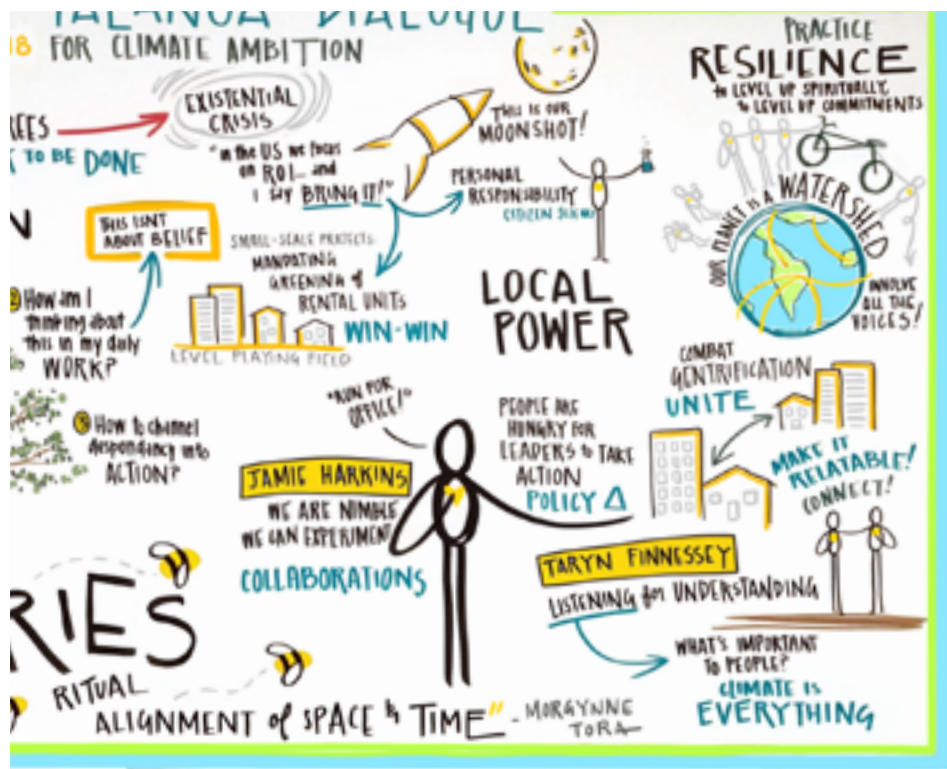 TALANOA DIALOGUE
18 FOR CLIMATE AMBITION
EXISTENTIAL
CRISIS
TO BE DONE
"in the US we focus
on ROI... and
I say BRING IT!"
THIS IS OUR
MOONSHOT!
PERSONAL
RESPONSIBILITY
CITIZEN
PRACTICE
RESILIENCE
to LEVEL UP SPIRITUALLY
to LEVEL UP COMMITMENTS
OUR PLANET IS A WATERSHED
INVOLVE
ALL THE
VOICES!
THIS ISN'T
ABOUT BELIEF
How am I
thinking about
this in my daily
WORK?
How to channel
despondency into
ACTION?
SMALL-SCALE PROJECTS:
MANDATING
GREENING of
RENTAL UNITS
WIN-WIN
LEVEL PLAYING FIELD
LOCAL
POWER
"RUN FOR
OFFICE!"
JAMIE HARKINS
WE ARE NIMBLE
WE CAN EXPERIMENT
COLLABORATIONS
PEOPLE ARE
HUNGRY FOR
LEADERS to TAKE
ACTION
POLICY Δ
COMBAT
GENTRIFICATION
UNITE
MAKE IT
RELATABLE!
CONNECT!
TARYN FINNESSEY
LISTENING for UNDERSTANDING
WHAT'S IMPORTANT
TO PEOPLE?
CLIMATE IS
EVERYTHING
RIES
RITUAL
ALIGNMENT of SPACE & TIME" - MORGYNNE
TORA